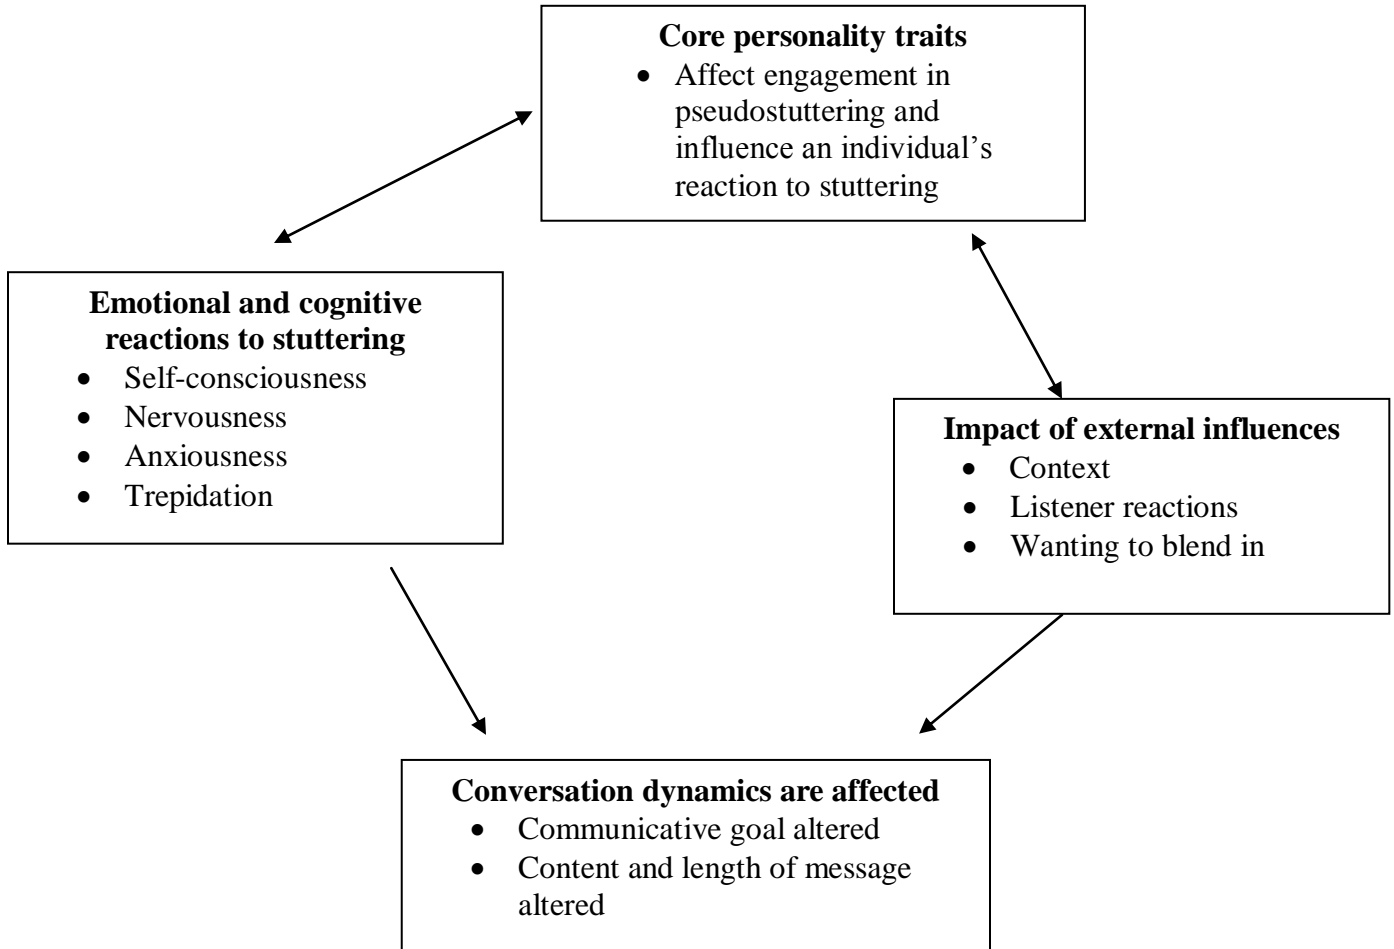 Core personality traits
• Affect engagement in
pseudostuttering and
influence an individual’s
reaction to stuttering
Emotional and cognitive
reactions to stuttering
• Self-consciousness
• Nervousness
• Anxiousness
• Trepidation
Impact of external influences
• Context
• Listener reactions
• Wanting to blend in
Conversation dynamics are affected
• Communicative goal altered
• Content and length of message
altered